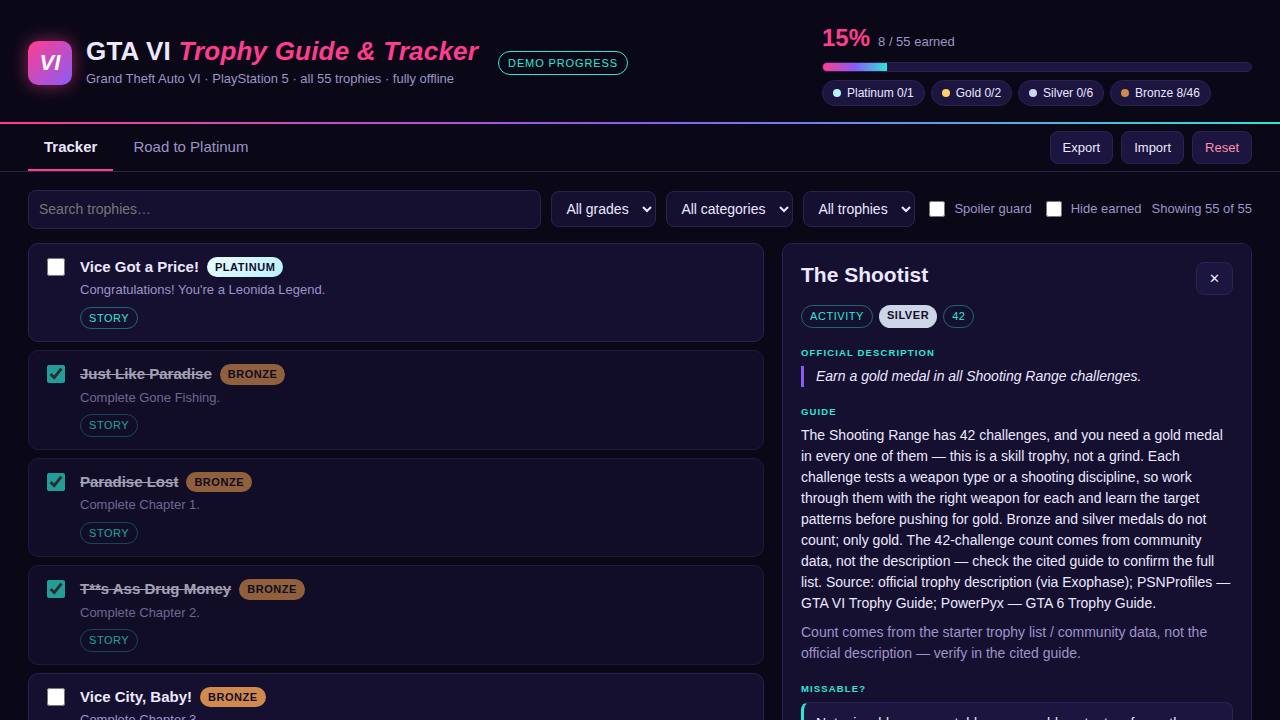 VI
GTA VI Trophy Guide & Tracker
Grand Theft Auto VI · PlayStation 5 · all 55 trophies · fully offline
DEMO PROGRESS
15% 8 / 55 earned
Platinum 0/1 Gold 0/2 Silver 0/6 Bronze 8/46
Tracker Road to Platinum
Export Import Reset
Search trophies… All grades All categories All trophies Spoiler guard Hide earned Showing 55 of 55
Vice Got a Price! PLATINUM
Congratulations! You're a Leonida Legend.
STORY
Just Like Paradise BRONZE
Complete Gone Fishing.
STORY
Paradise Lost BRONZE
Complete Chapter 1.
STORY
T**s Ass Drug Money BRONZE
Complete Chapter 2.
STORY
Vice City, Baby! BRONZE
Complete Chapter 3.
The Shootist ✕
ACTIVITY SILVER 42
OFFICIAL DESCRIPTION
Earn a gold medal in all Shooting Range challenges.
GUIDE
The Shooting Range has 42 challenges, and you need a gold medal
in every one of them — this is a skill trophy, not a grind. Each
challenge tests a weapon type or a shooting discipline, so work
through them with the right weapon for each and learn the target
patterns before pushing for gold. Bronze and silver medals do not
count; only gold. The 42-challenge count comes from community
data, not the description — check the cited guide to confirm the full
list. Source: official trophy description (via Exophase); PSNProfiles —
GTA VI Trophy Guide; PowerPyx — GTA 6 Trophy Guide.
Count comes from the starter trophy list / community data, not the
official description — verify in the cited guide.
MISSABLE?